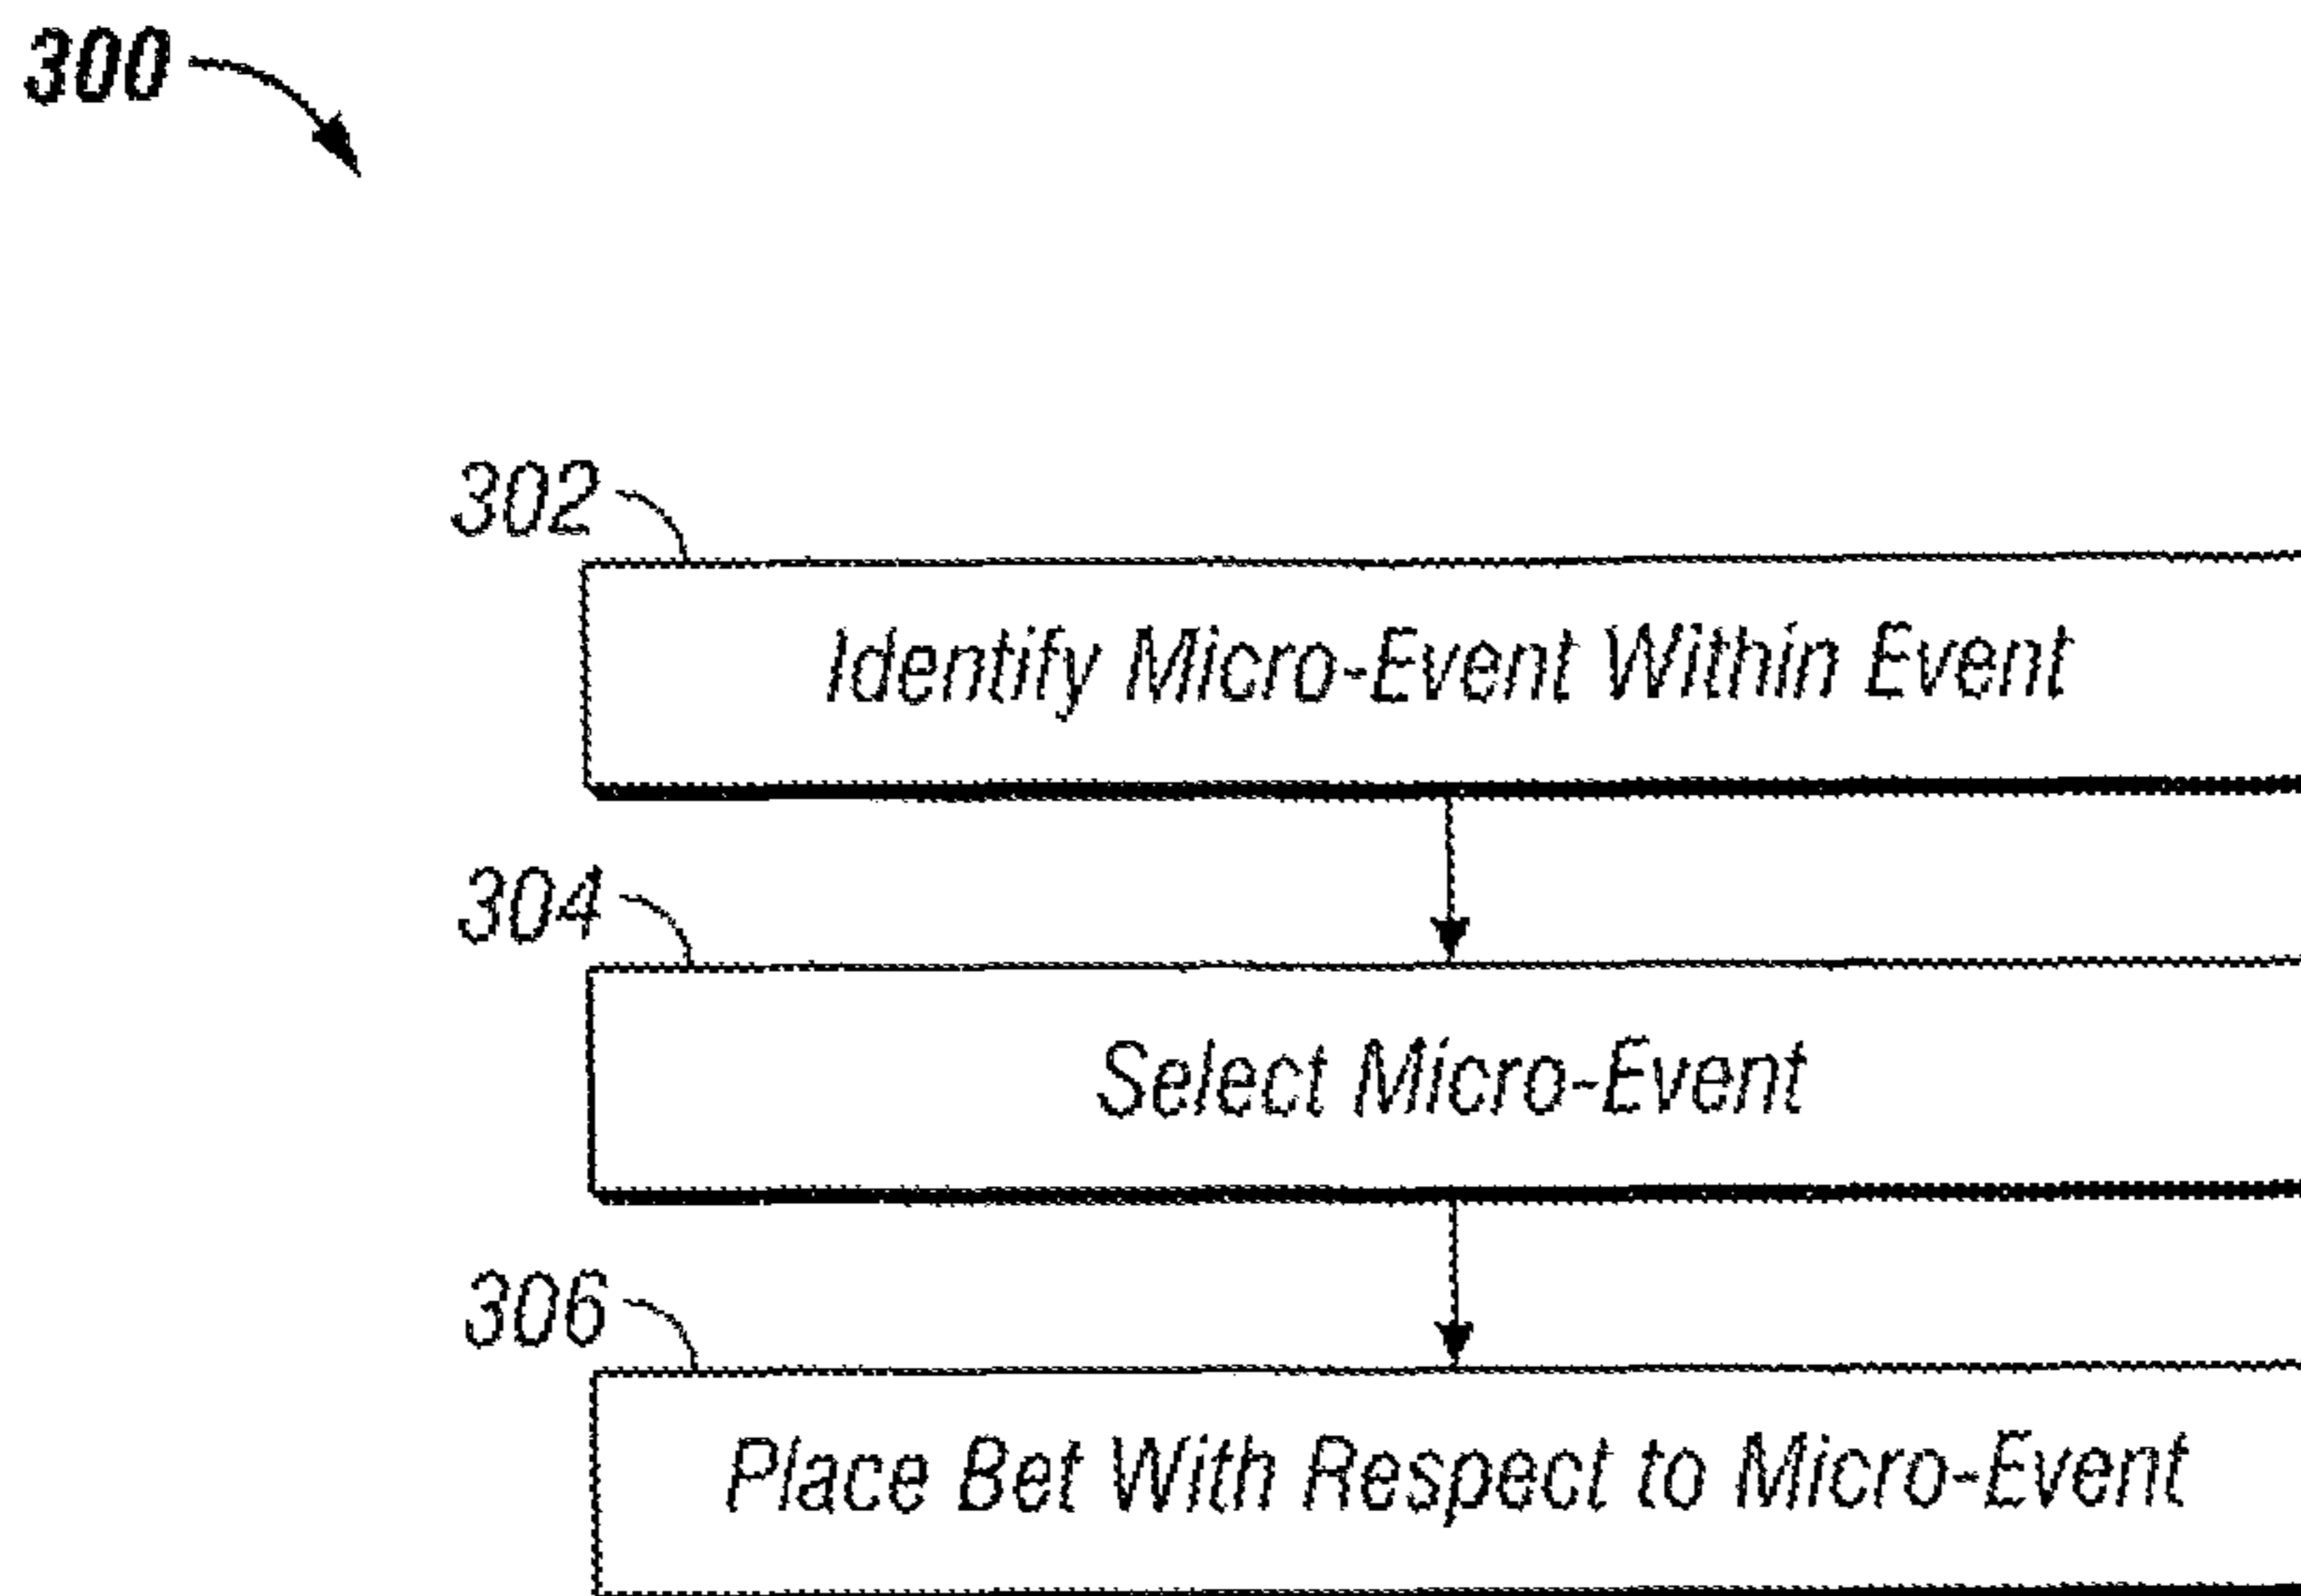 300
302
Identify Micro-Event Within Event
304
Select Micro-Event
306
Place Bet With Respect to Micro-Event